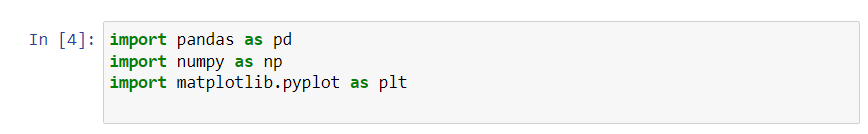 In [4]: import pandas as pd
import numpy as np
import matplotlib.pyplot as plt